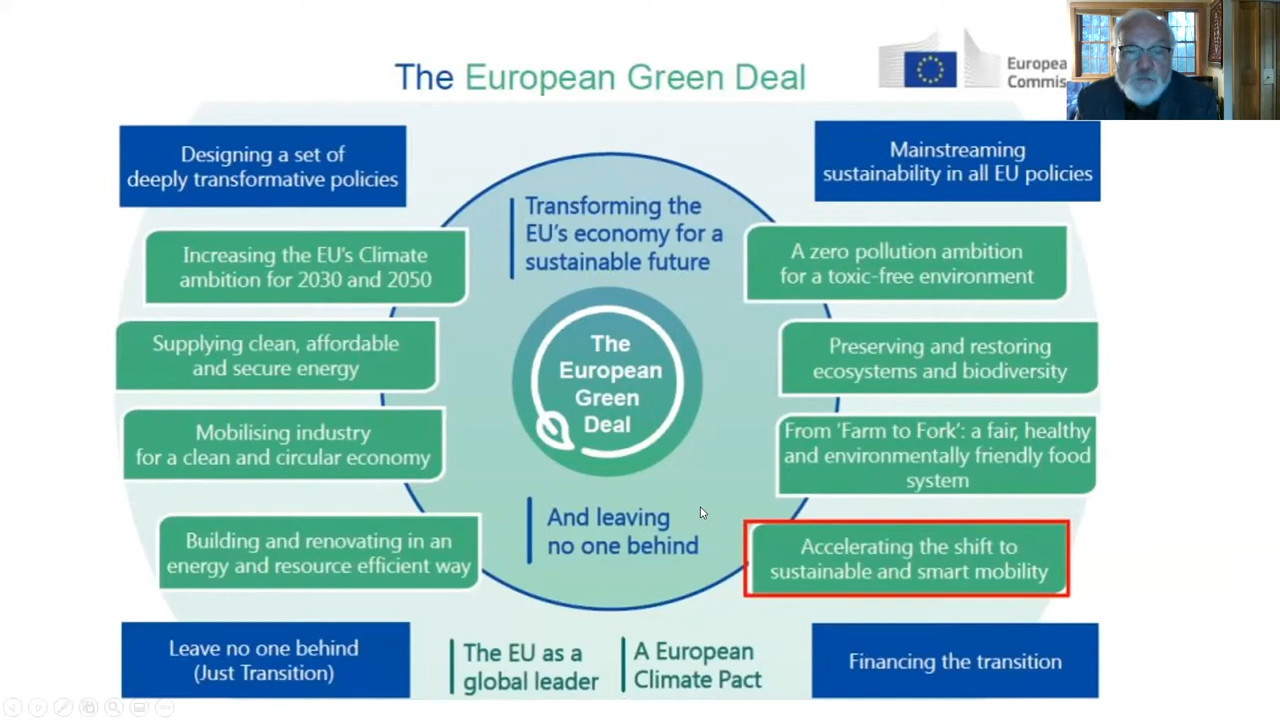 The European Green Deal
Designing a set of
deeply transformative policies
Mainstreaming
sustainability in all EU policies
Transforming the
EU's economy for a
sustainable future
Increasing the EU's Climate
ambition for 2030 and 2050
Supplying clean, affordable
and secure energy
Mobilising industry
for a clean and circular economy
Building and renovating in an
energy and resource efficient way
The
European
Green
Deal
A zero pollution ambition
for a toxic-free environment
Preserving and restoring
ecosystems and biodiversity
From 'Farm to Fork': a fair, healthy
and environmentally friendly food
system
Accelerating the shift to
sustainable and smart mobility
And leaving
no one behind
Leave no one behind
(Just Transition)
The EU as a
global leader
A European
Climate Pact
Financing the transition